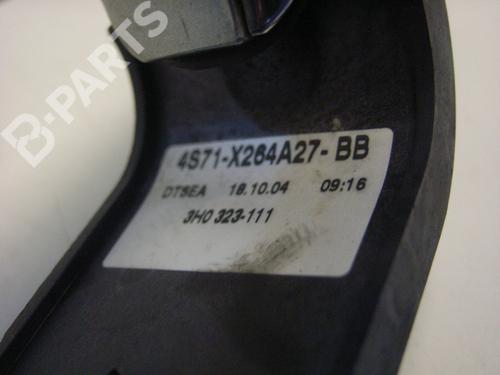 B-PARTS
4S71-X264A27-BB
DTSEA 18.10.04 09:16
3H0 323-111